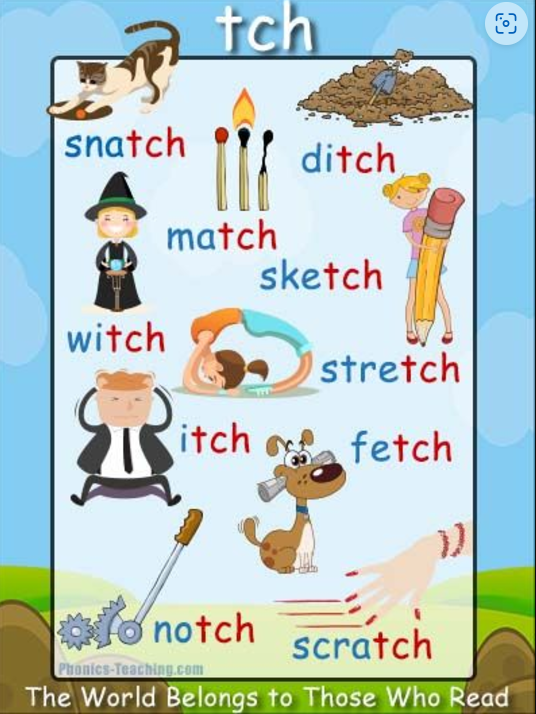 tch
snatch
ditch
match
sketch
witch
stretch
itch
fetch
notch
scratch
Phonics-Teaching.com
The World Belongs to Those Who Read